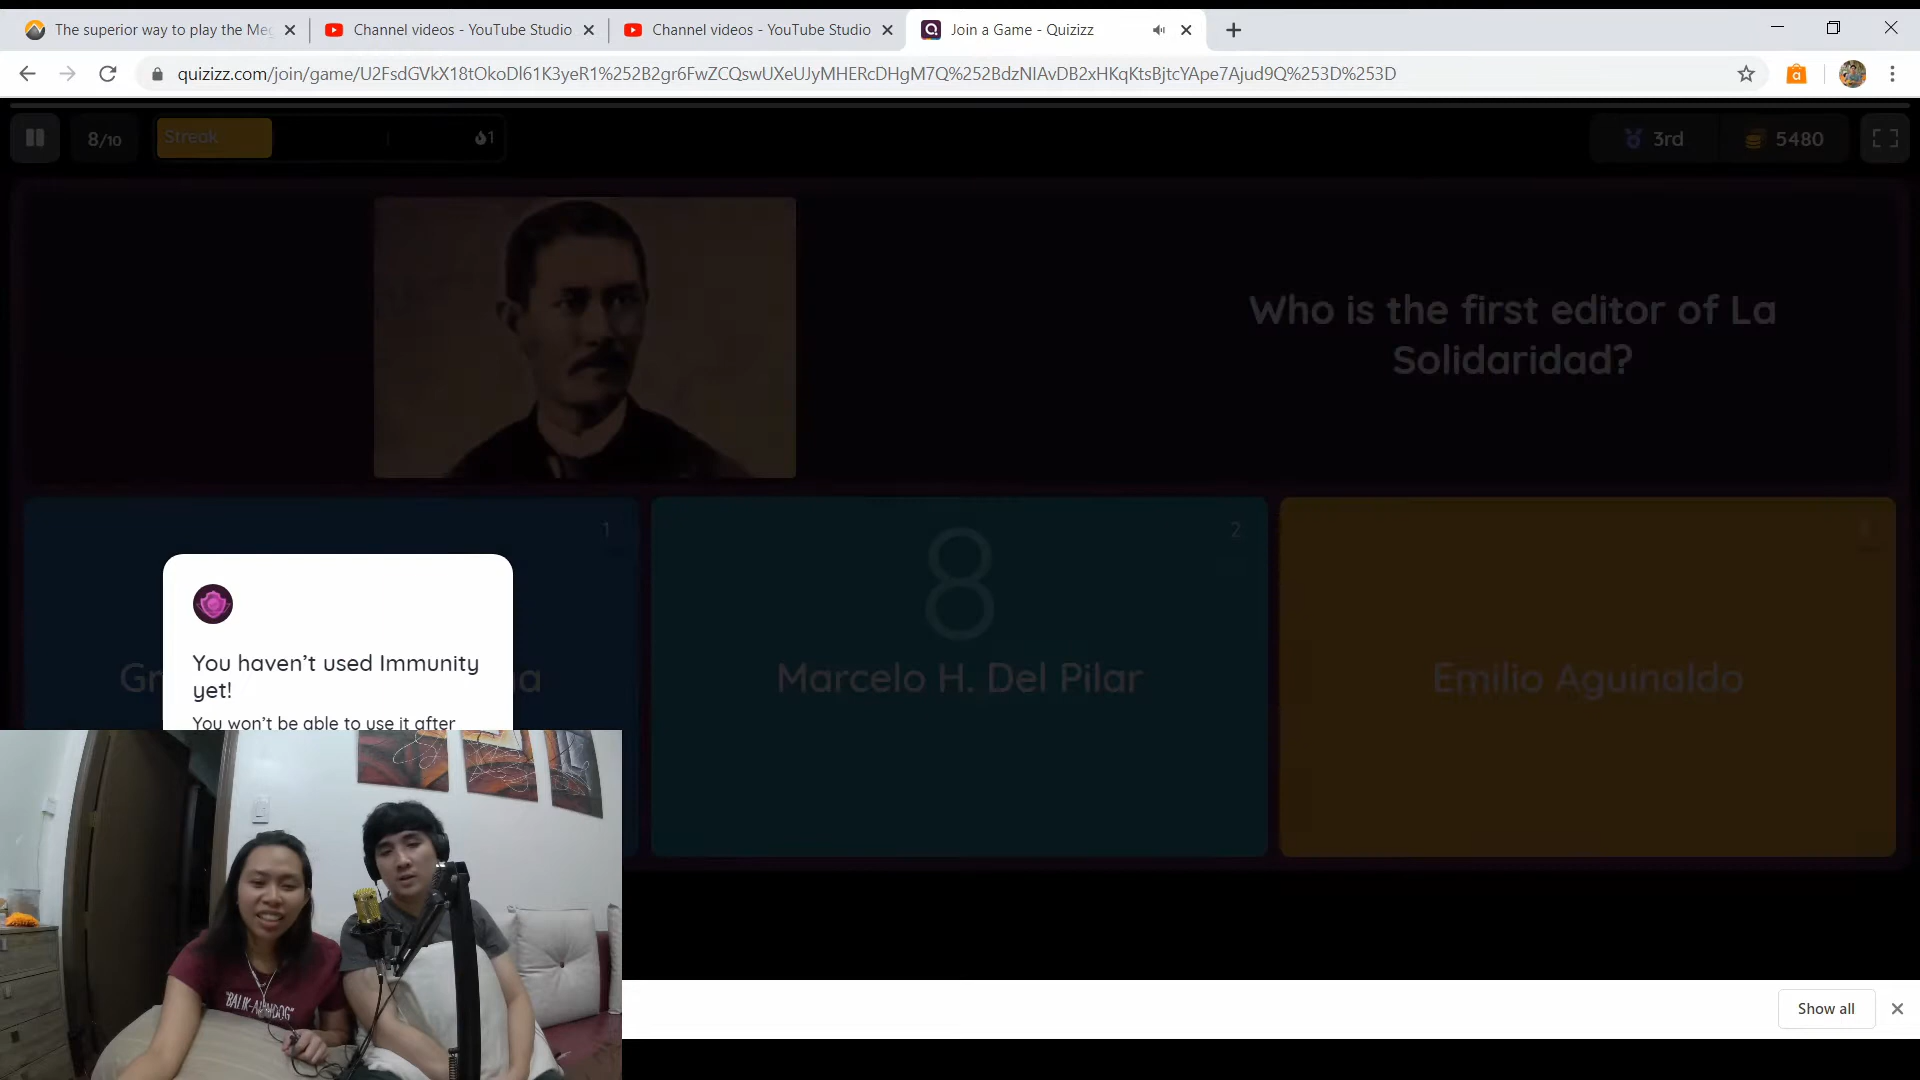 The superior way to play the Meg
Channel videos - YouTube Studio
Channel videos - YouTube Studio
Join a Game - Quizizz
quizizz.com/join/game/U2FsdGVkX18tOkoDl61K3yeR1%252B2gr6FwZCQswUXeUJyMHERcDHgM7Q%252BdzNIAvDB2xHKqKtsBjtcYApe7Ajud9Q%253D%253D
8/10
Streak
1
3rd
5480
Who is the first editor of La
Solidaridad?
1
2
8
Marcelo H. Del Pilar
Emilio Aguinaldo
You haven't used Immunity
yet!
You won't be able to use it after
Show all